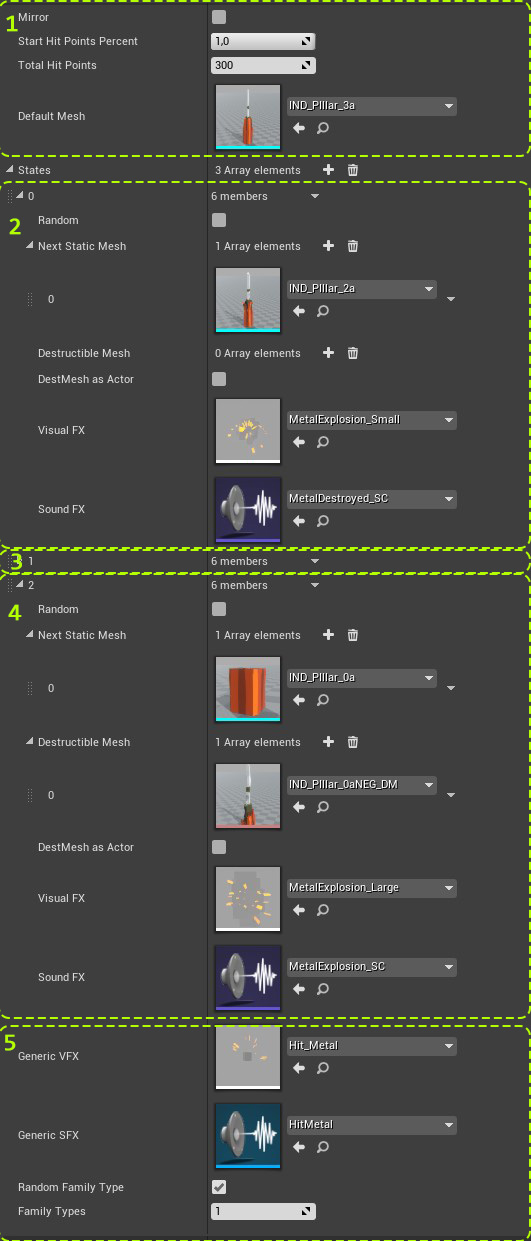 1
Mirror
Start Hit Points Percent 1,0
Total Hit Points 300
Default Mesh IND_PIllar_3a
States 3 Array elements
0 6 members
2
Random
Next Static Mesh 1 Array elements
0 IND_PIllar_2a
Destructible Mesh 0 Array elements
DestMesh as Actor
Visual FX MetalExplosion_Small
Sound FX MetalDestroyed_SC
3 1 6 members
2 6 members
4
Random
Next Static Mesh 1 Array elements
0 IND_PIllar_0a
Destructible Mesh 1 Array elements
0 IND_PIllar_0aNEG_DM
DestMesh as Actor
Visual FX MetalExplosion_Large
Sound FX MetalExplosion_SC
5
Generic VFX Hit_Metal
Generic SFX HitMetal
Random Family Type
Family Types 1